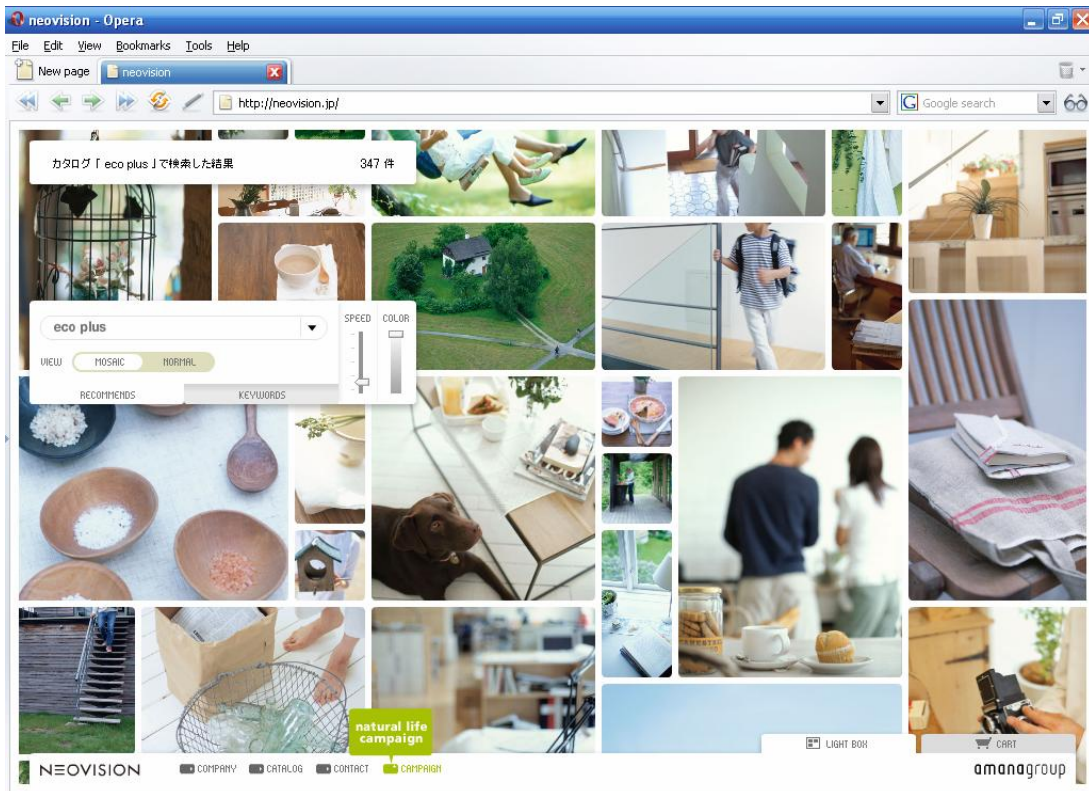 neovision - Opera
File Edit View Bookmarks Tools Help
New page neovision
http://neovision.jp/ Google search
カタログ「 eco plus 」で検索した結果 347 件
eco plus
SPEED COLOR
VIEW MOSAIC NORMAL
RECOMMENDS KEYWORDS
natural life
campaign
LIGHT BOX CART
NEOVISION COMPANY CATALOG CONTACT CAMPAIGN amanagroup